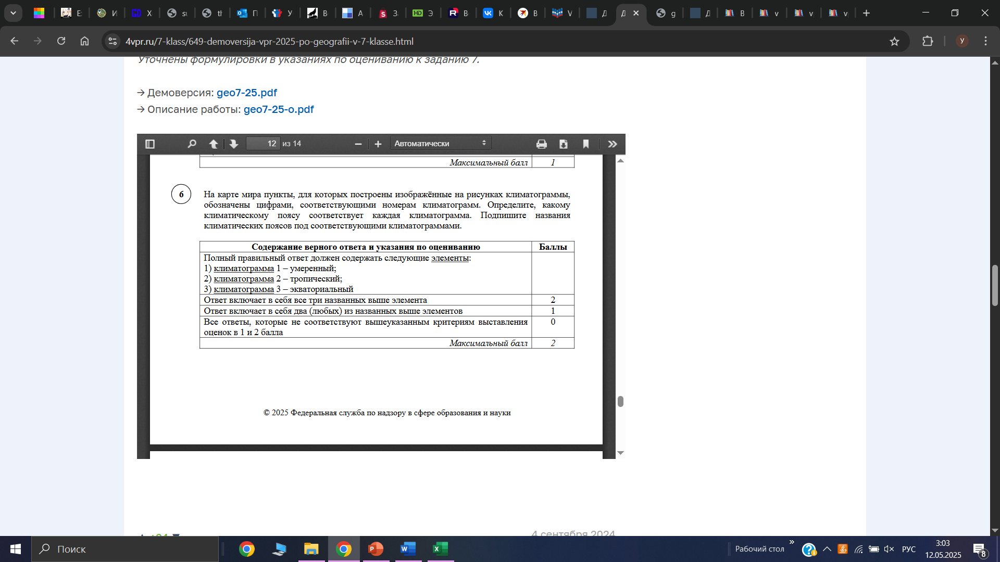 4vpr.ru/7-klass/649-demoversija-vpr-2025-po-geografii-v-7-klasse.html
Уточнены формулировки в указаниях по оцениванию к заданию 7.
→ Демоверсия: geo7-25.pdf
→ Описание работы: geo7-25-o.pdf
12 из 14
Автоматически
Максимальный балл 1
6
На карте мира пункты, для которых построены изображённые на рисунках климатограммы,
обозначены цифрами, соответствующими номерам климатограмм. Определите, какому
климатическому поясу соответствует каждая климатограмма. Подпишите названия
климатических поясов под соответствующими климатограммами.
Содержание верного ответа и указания по оцениванию Баллы
Полный правильный ответ должен содержать следующие элементы:
1) климатограмма 1 – умеренный;
2) климатограмма 2 – тропический;
3) климатограмма 3 – экваториальный
Ответ включает в себя все три названных выше элемента 2
Ответ включает в себя два (любых) из названных выше элементов 1
Все ответы, которые не соответствуют вышеуказанным критериям выставления 0
оценок в 1 и 2 балла
Максимальный балл 2
© 2025 Федеральная служба по надзору в сфере образования и науки
4 сентября 2024
Поиск
Рабочий стол
РУС
3:03
12.05.2025
8